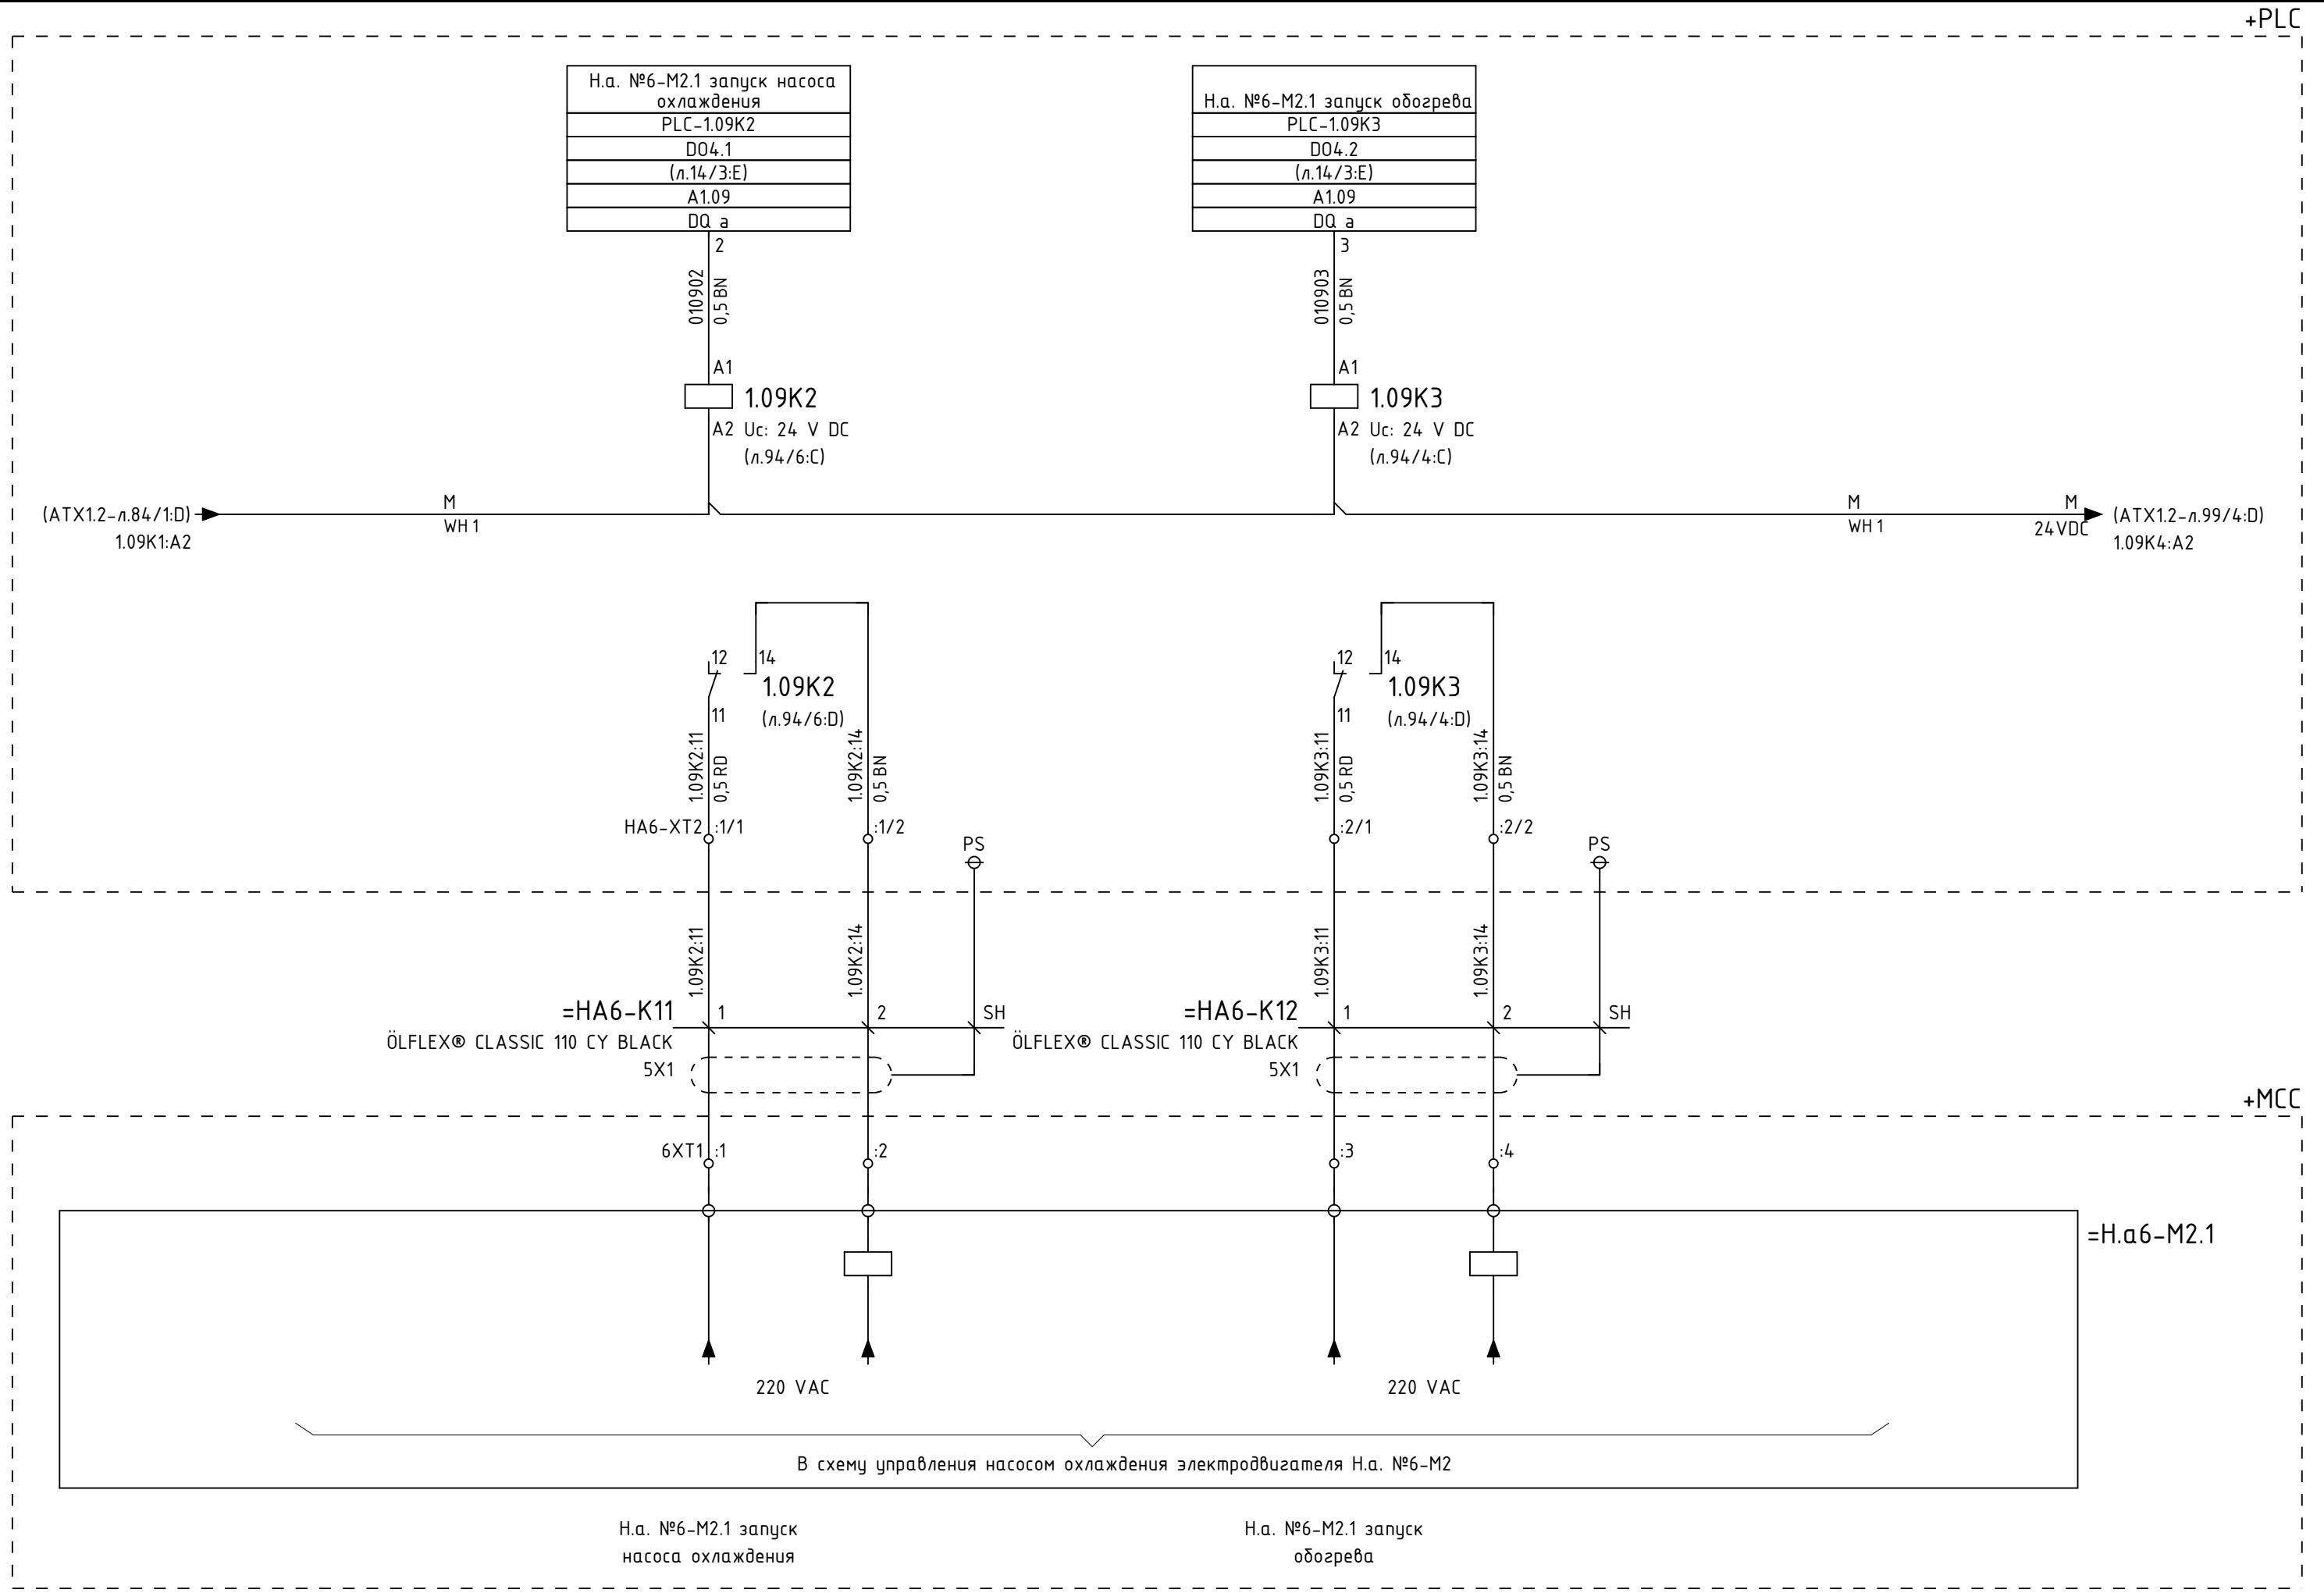 +PLC
Н.а. №6-М2.1 запуск насоса
охлаждения
PLC-1.09K2
DO4.1
(л.14/3:E)
A1.09
DQ a
2
010902
0,5 BN
A1
1.09K2
A2 Uc: 24 V DC
(л.94/6:C)
Н.а. №6-М2.1 запуск обогрева
PLC-1.09K3
DO4.2
(л.14/3:E)
A1.09
DQ a
3
010903
0,5 BN
A1
1.09K3
A2 Uc: 24 V DC
(л.94/4:C)
(ATX1.2-л.84/1:D)
1.09K1:A2
M
WH 1
M
WH 1
M
24VDC
(ATX1.2-л.99/4:D)
1.09K4:A2
12
14
1.09K2
11
(л.94/6:D)
1.09K2:11
0,5 RD
1.09K2:14
0,5 BN
HA6-XT2
:1/1
:1/2
PS
12
14
1.09K3
11
(л.94/4:D)
1.09K3:11
0,5 RD
1.09K3:14
0,5 BN
:2/1
:2/2
PS
1.09K2:11
1.09K2:14
1.09K3:11
1.09K3:14
=HA6-K11
1
2
SH
ÖLFLEX® CLASSIC 110 CY BLACK
5X1
=HA6-K12
1
2
SH
ÖLFLEX® CLASSIC 110 CY BLACK
5X1
+MCC
6XT1
:1
:2
:3
:4
=Н.а6-М2.1
220 VAC
220 VAC
В схему управления насосом охлаждения электродвигателя Н.а. №6-М2
Н.а. №6-М2.1 запуск
насоса охлаждения
Н.а. №6-М2.1 запуск
обогрева